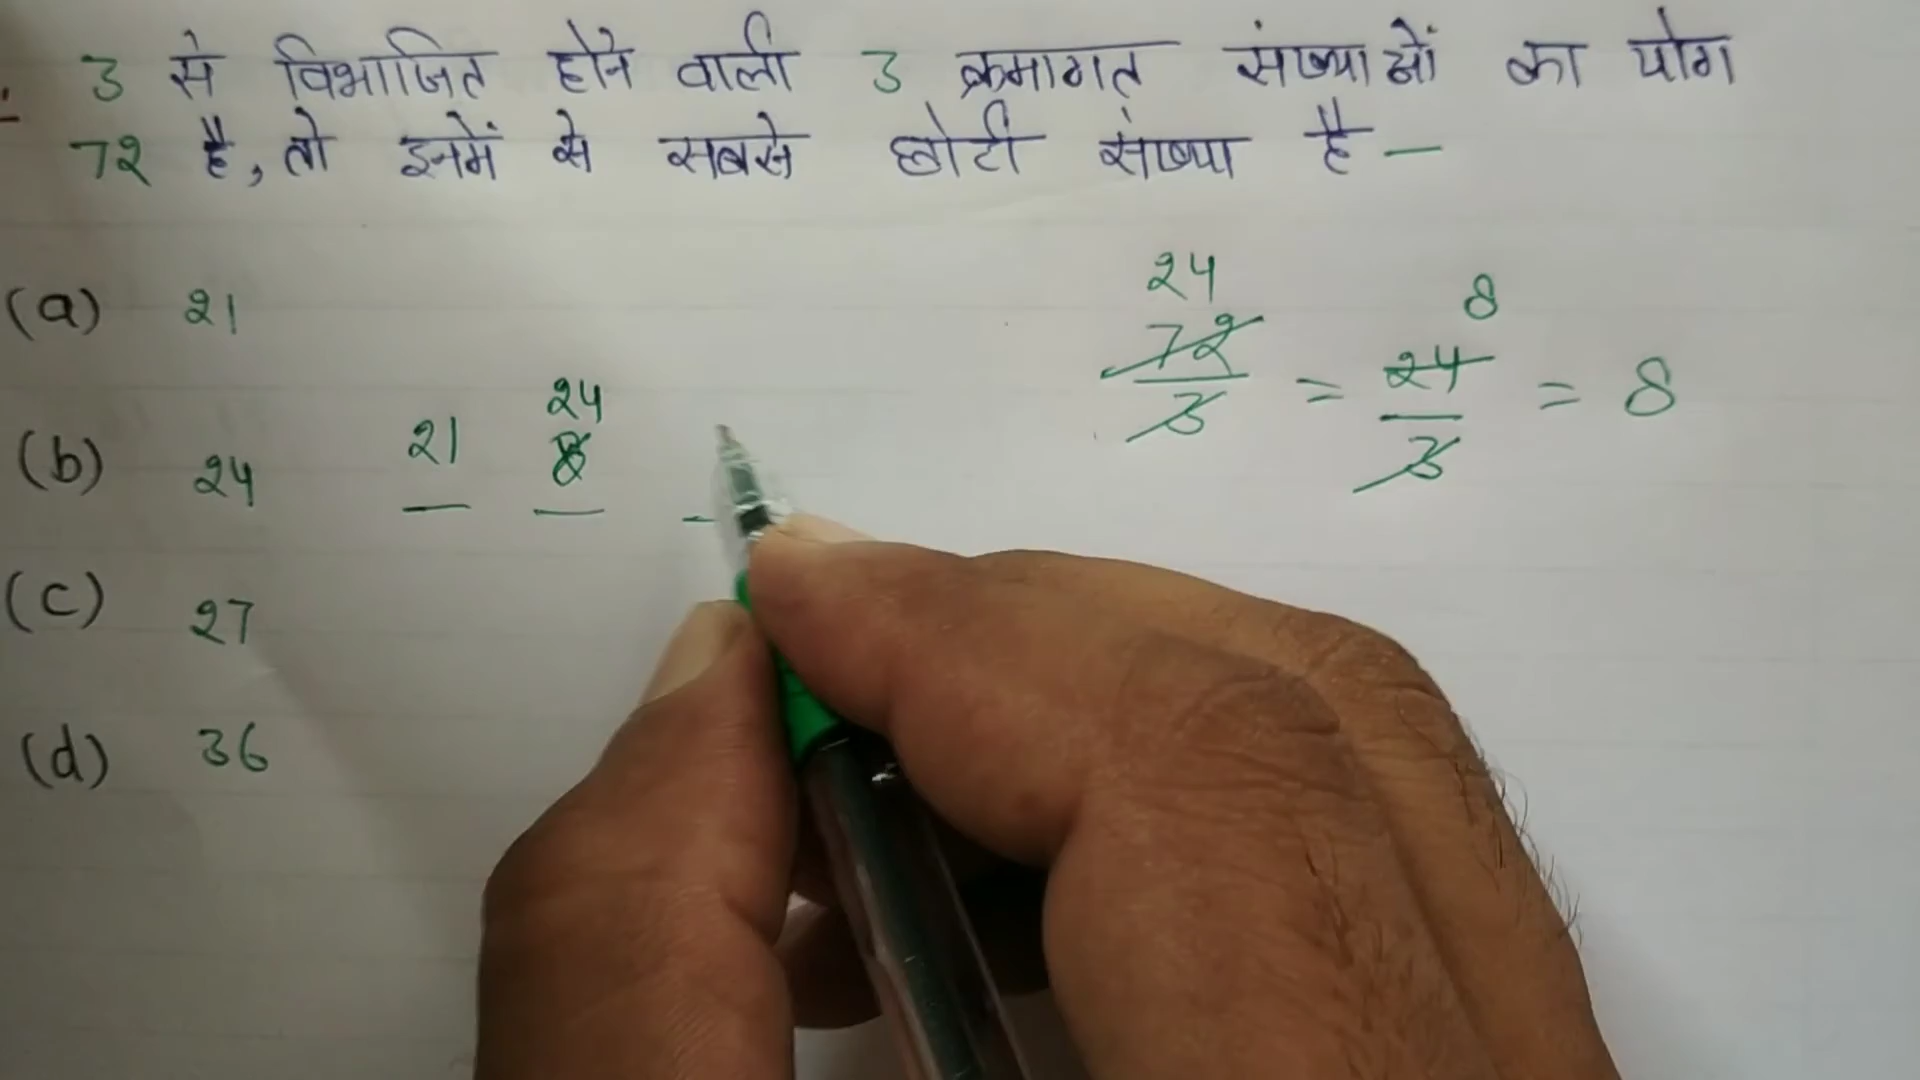 3 से विभाजित होने वाली 3 क्रमागत संख्याओं का योग
72 है, तो इनमें से सबसे छोटी संख्या है —
(a) 21
(b) 24
(c) 27
(d) 36
21 24
8
24 8
72/3 = 24/3 = 8